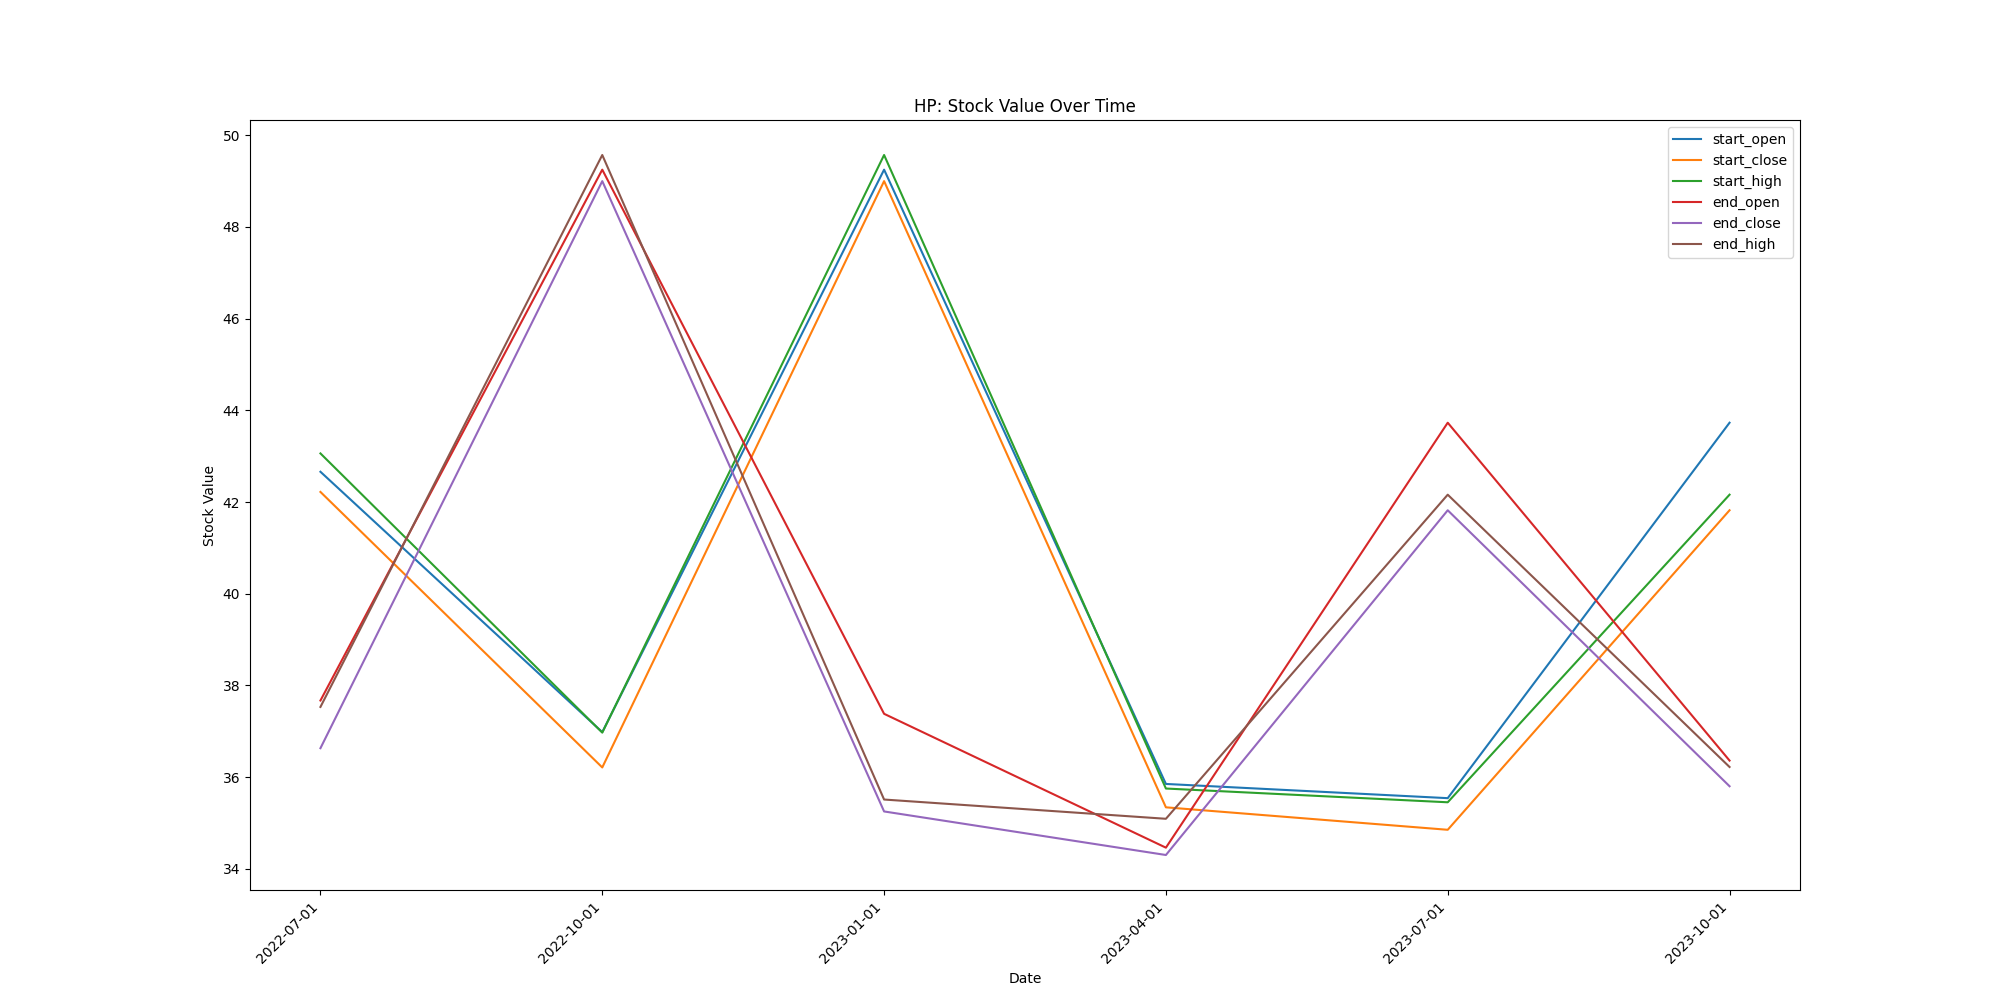 HP: Stock Value Over Time
50
48
46
44
42
40
38
36
34
Stock Value
start_open
start_close
start_high
end_open
end_close
end_high
2022-07-01
2022-10-01
2023-01-01
2023-04-01
2023-07-01
2023-10-01
Date